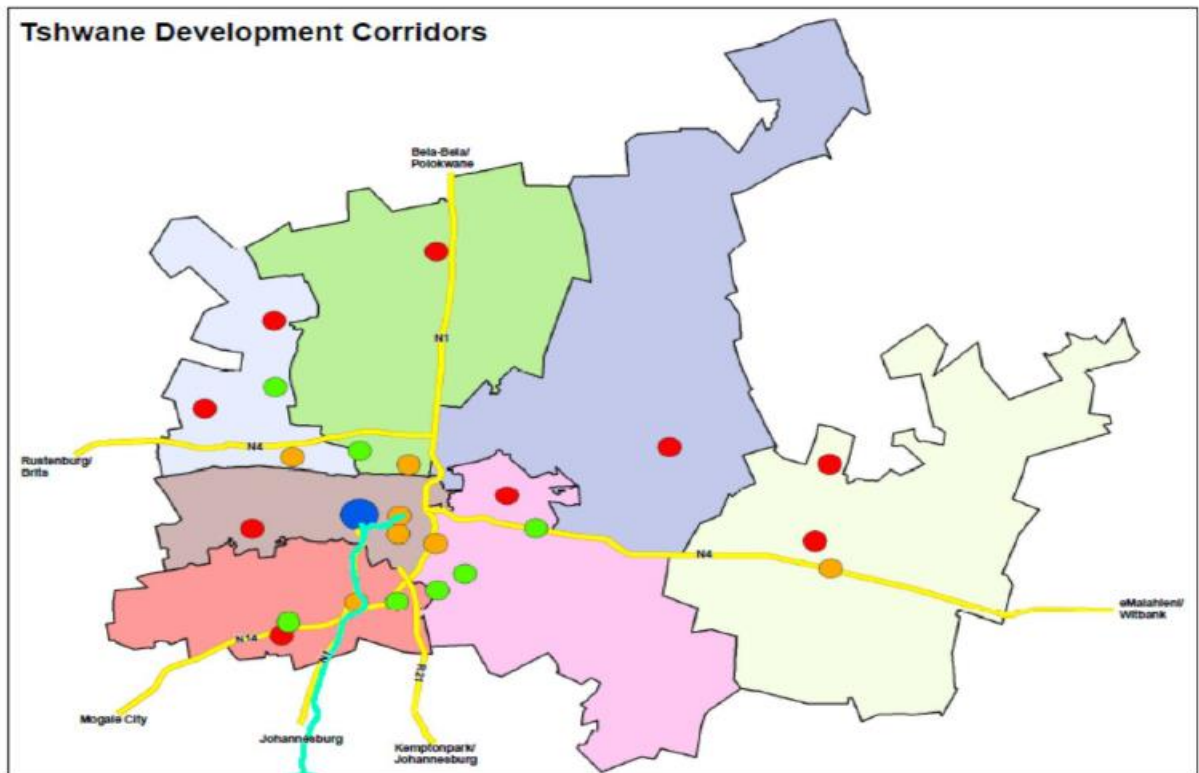 Tshwane Development Corridors
Bela-Bela/
Polokwane
N1
N4
Rustenburg/
Brits
N4
eMalahleni/
Witbank
N14
R21
Mogale City
Johannesburg
Kemptonpark/
Johannesburg